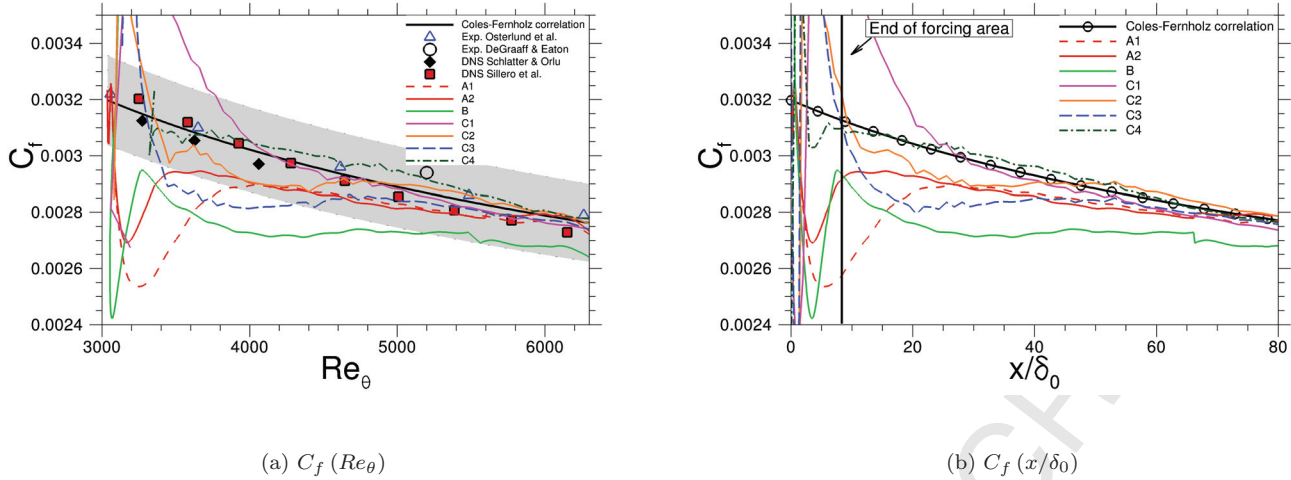 C_f
0.0034
0.0032
0.003
0.0028
0.0026
0.0024
3000
4000
5000
6000
Re_θ
Coles-Fernholz correlation
Exp. Osterlund et al.
Exp. DeGraaff & Eaton
DNS Schlatter & Orlu
DNS Sillero et al.
A1
A2
B
C1
C2
C3
C4
(a) C_f (Re_θ)
C_f
0.0034
0.0032
0.003
0.0028
0.0026
0.0024
0
20
40
60
80
x/δ_0
End of forcing area
Coles-Fernholz correlation
A1
A2
B
C1
C2
C3
C4
(b) C_f (x/δ_0)